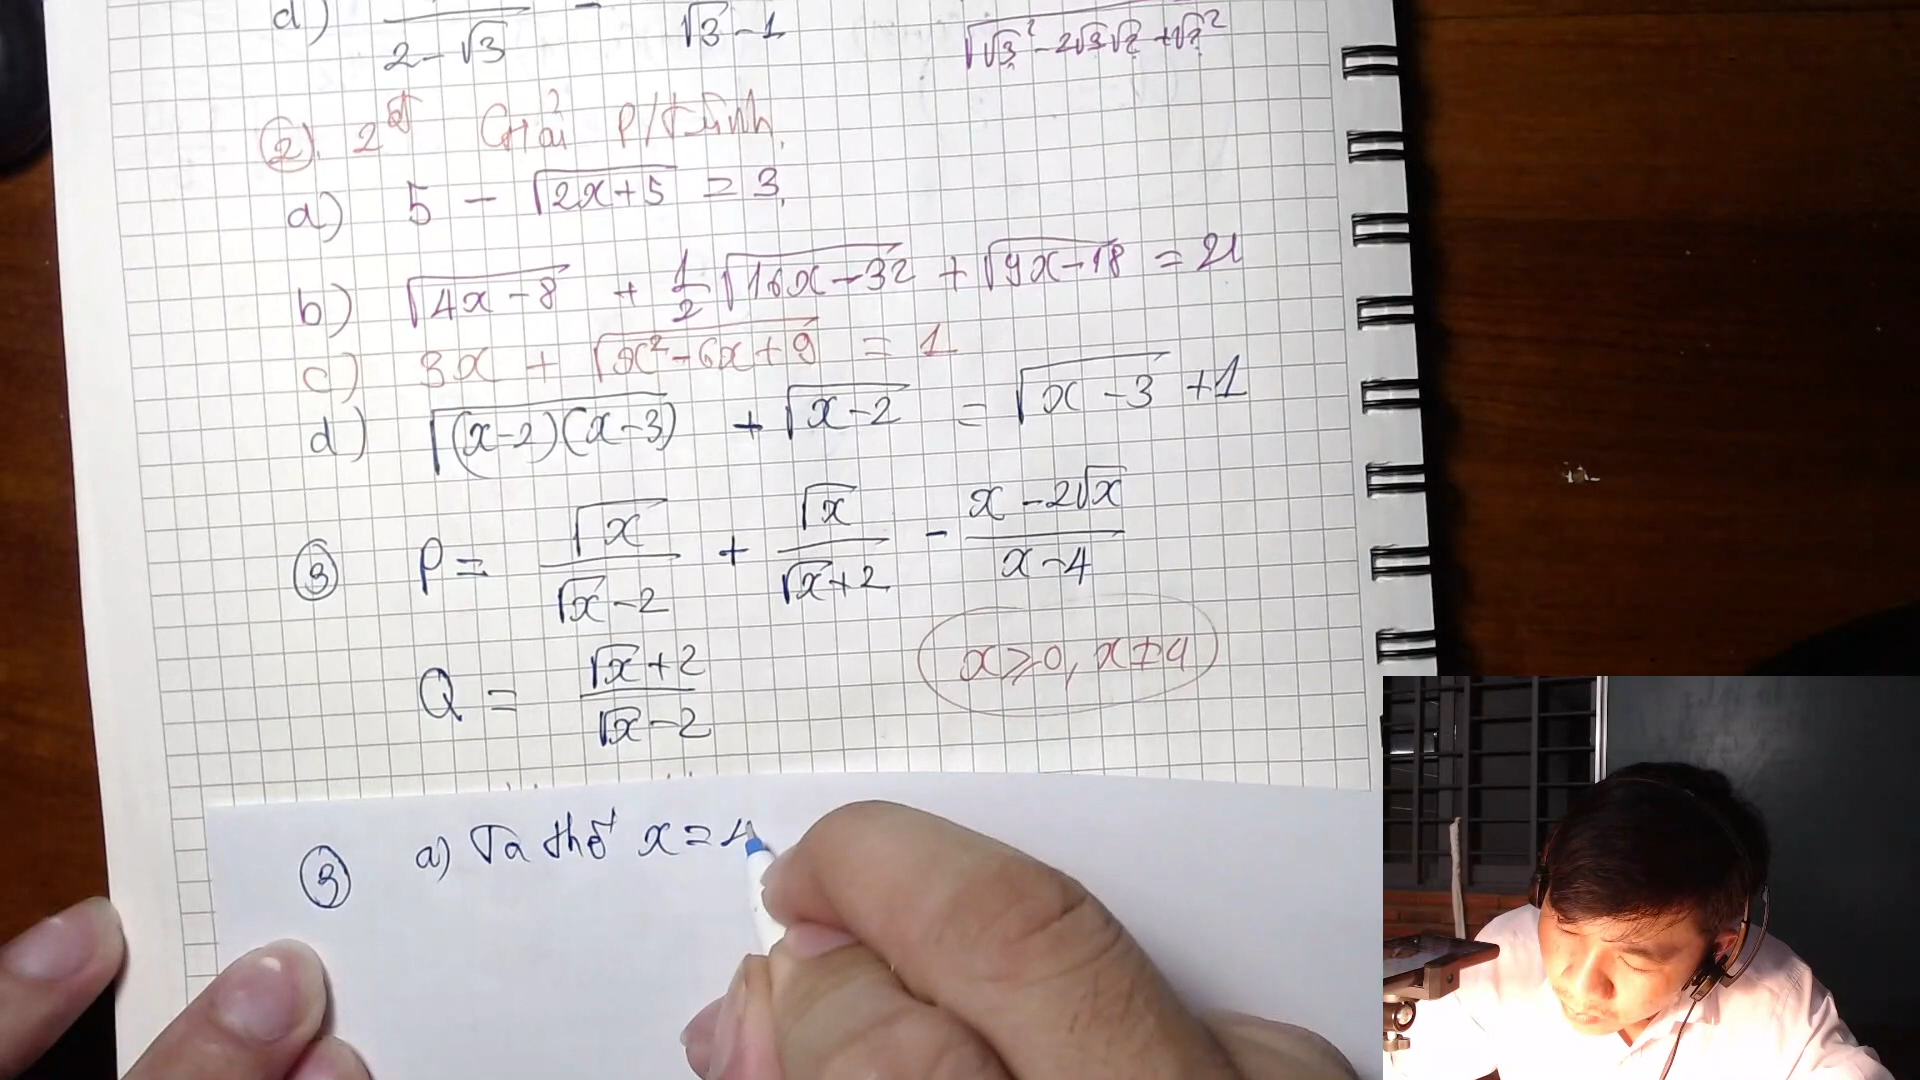 d) 2-√3 - √3-1 √(√3² - 2√3√2 + √2²)
②. 2đ Giải p/trình.
a) 5 - √(2x+5) = 3.
b) √(4x-8) + 1/2 √(16x-32) + √(9x-18) = 21
c) 3x + √(x²-6x+9) = 1
d) √((x-2)(x-3)) + √(x-2) = √(x-3) + 1
③ P = √x/(√x-2) + √x/(√x+2) - (x-2√x)/(x-4)
Q = (√x+2)/(√x-2) x≥0, x≠4
③ a) Ta thế x=4